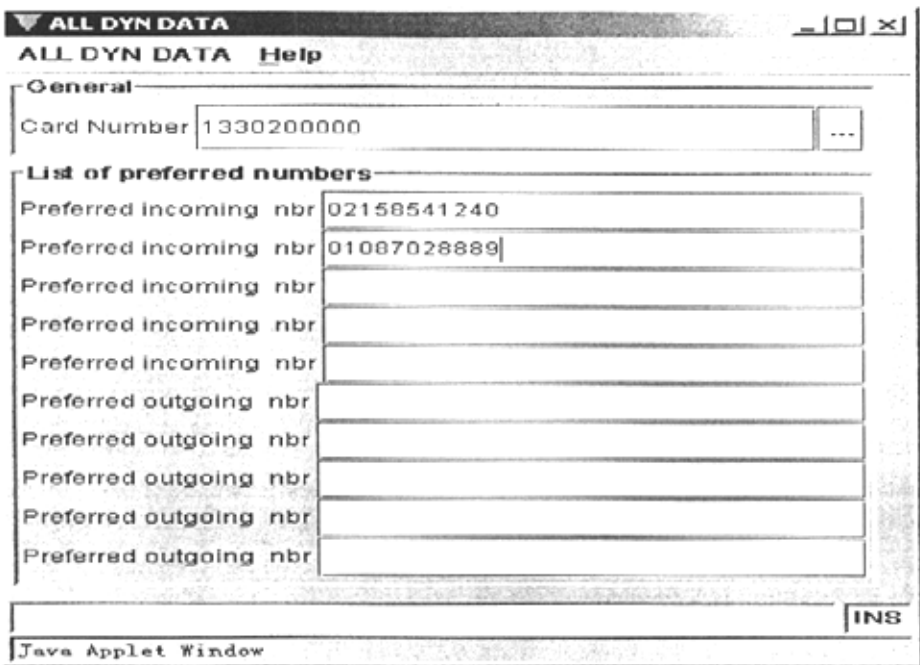 ALL DYN DATA
ALL DYN DATA Help
General
Card Number 1330200000 ...
List of preferred numbers
Preferred incoming nbr 02158541240
Preferred incoming nbr 01087028889
Preferred incoming nbr
Preferred incoming nbr
Preferred incoming nbr
Preferred outgoing nbr
Preferred outgoing nbr
Preferred outgoing nbr
Preferred outgoing nbr
Preferred outgoing nbr
INS
Java Applet Window